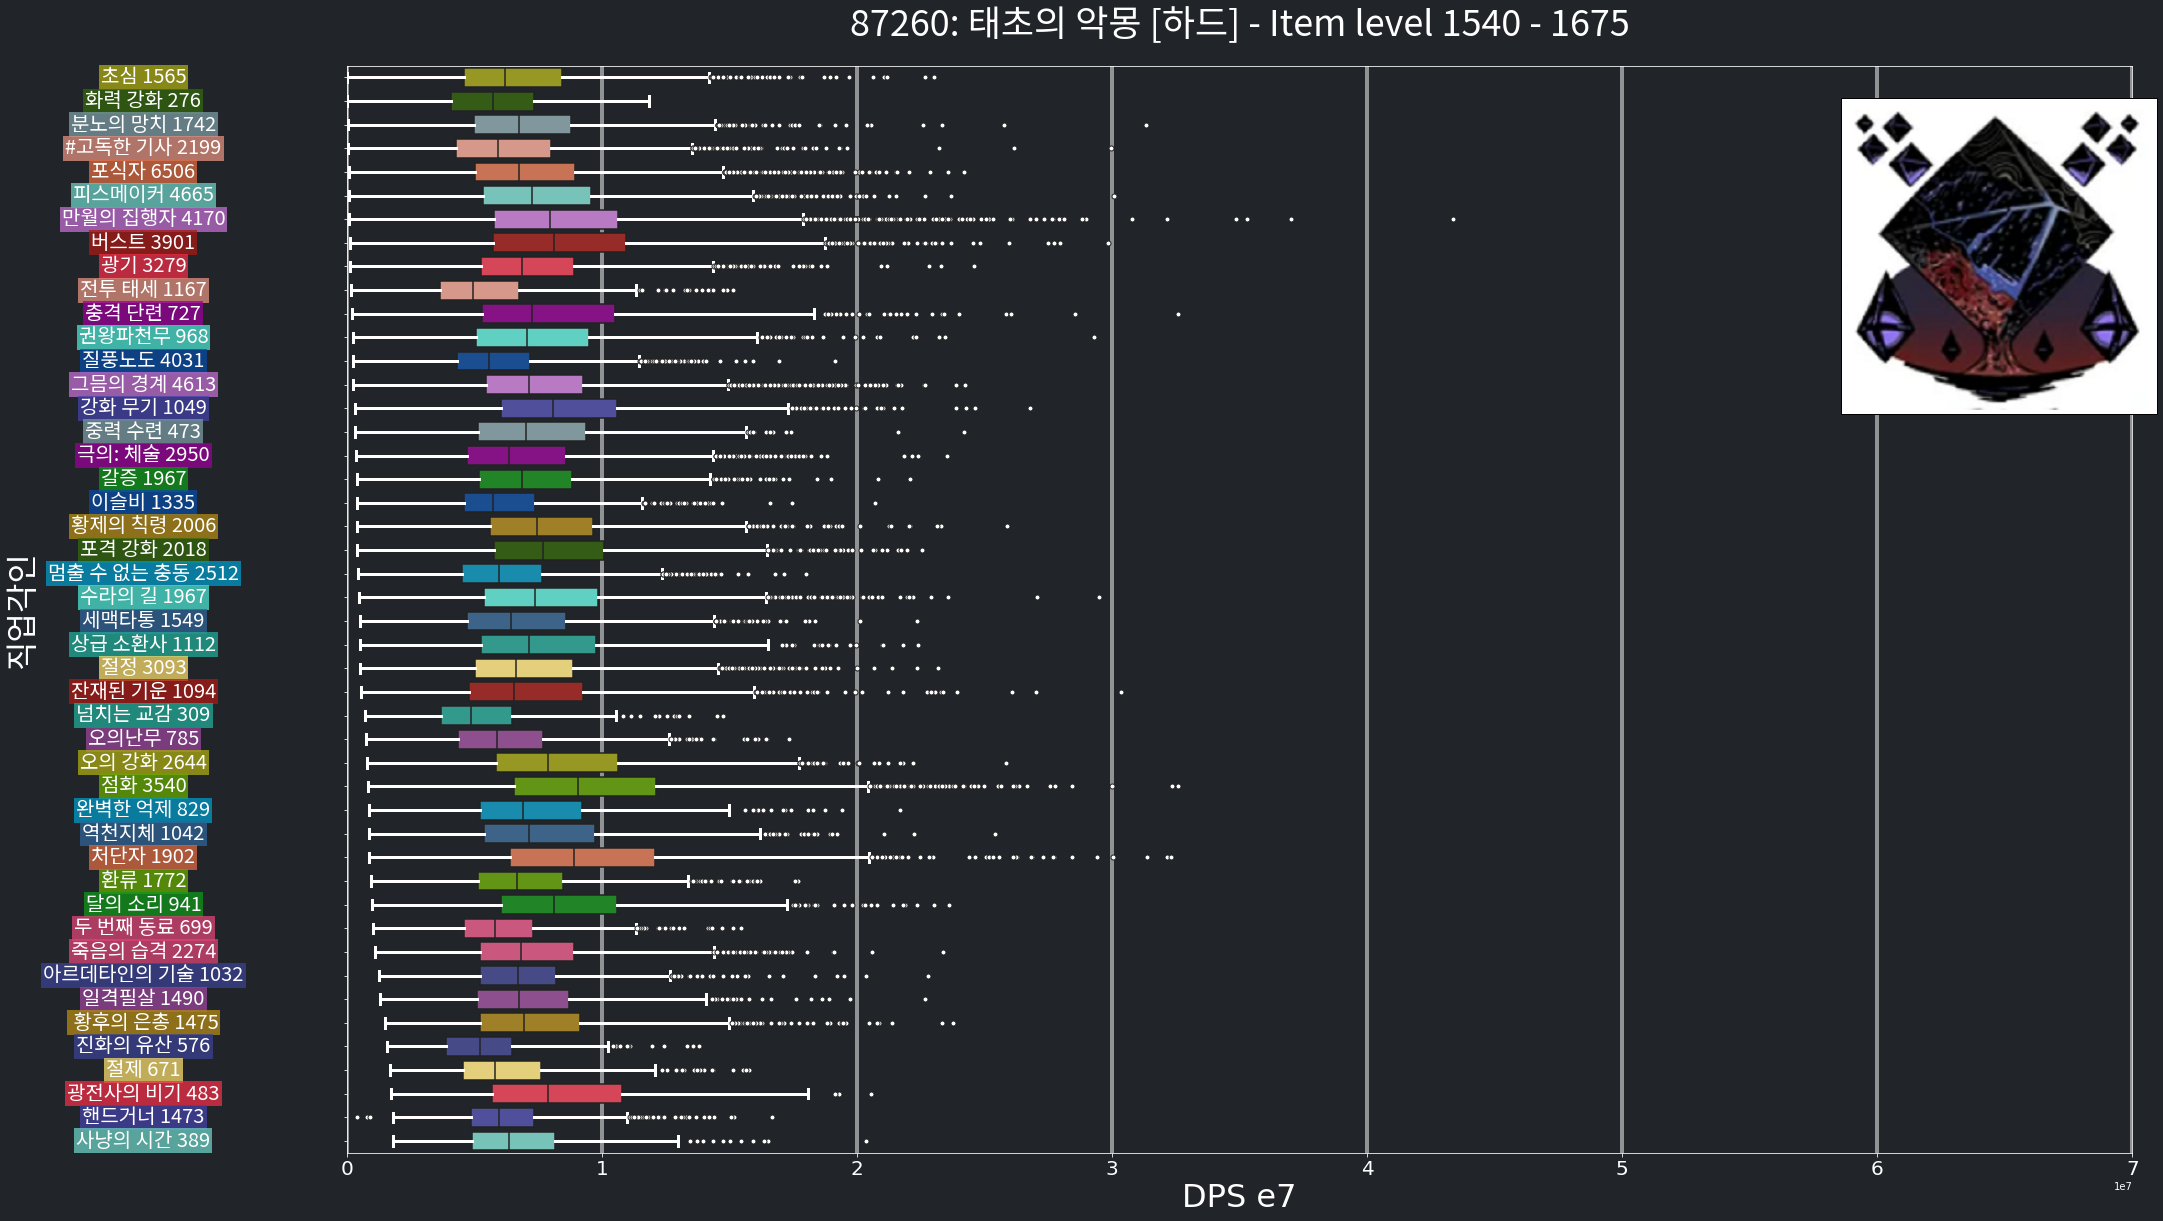 87260: 태초의 악몽 [하드] - Item level 1540 - 1675
초심 1565
화력 강화 276
분노의 망치 1742
#고독한 기사 2199
포식자 6506
피스메이커 4665
만월의 집행자 4170
버스트 3901
광기 3279
전투 태세 1167
충격 단련 727
권왕파천무 968
질풍노도 4031
그믐의 경계 4613
강화 무기 1049
중력 수련 473
극의: 체술 2950
갈증 1967
이슬비 1335
황제의 칙령 2006
포격 강화 2018
멈출 수 없는 충동 2512
수라의 길 1967
세맥타통 1549
상급 소환사 1112
절정 3093
잔재된 기운 1094
넘치는 교감 309
오의난무 785
오의 강화 2644
점화 3540
완벽한 억제 829
역천지체 1042
처단자 1902
환류 1772
달의 소리 941
두 번째 동료 699
죽음의 습격 2274
아르데타인의 기술 1032
일격필살 1490
황후의 은총 1475
진화의 유산 576
절제 671
광전사의 비기 483
핸드거너 1473
사냥의 시간 389
직업각인
0 1 2 3 4 5 6 7
1e7
DPS e7